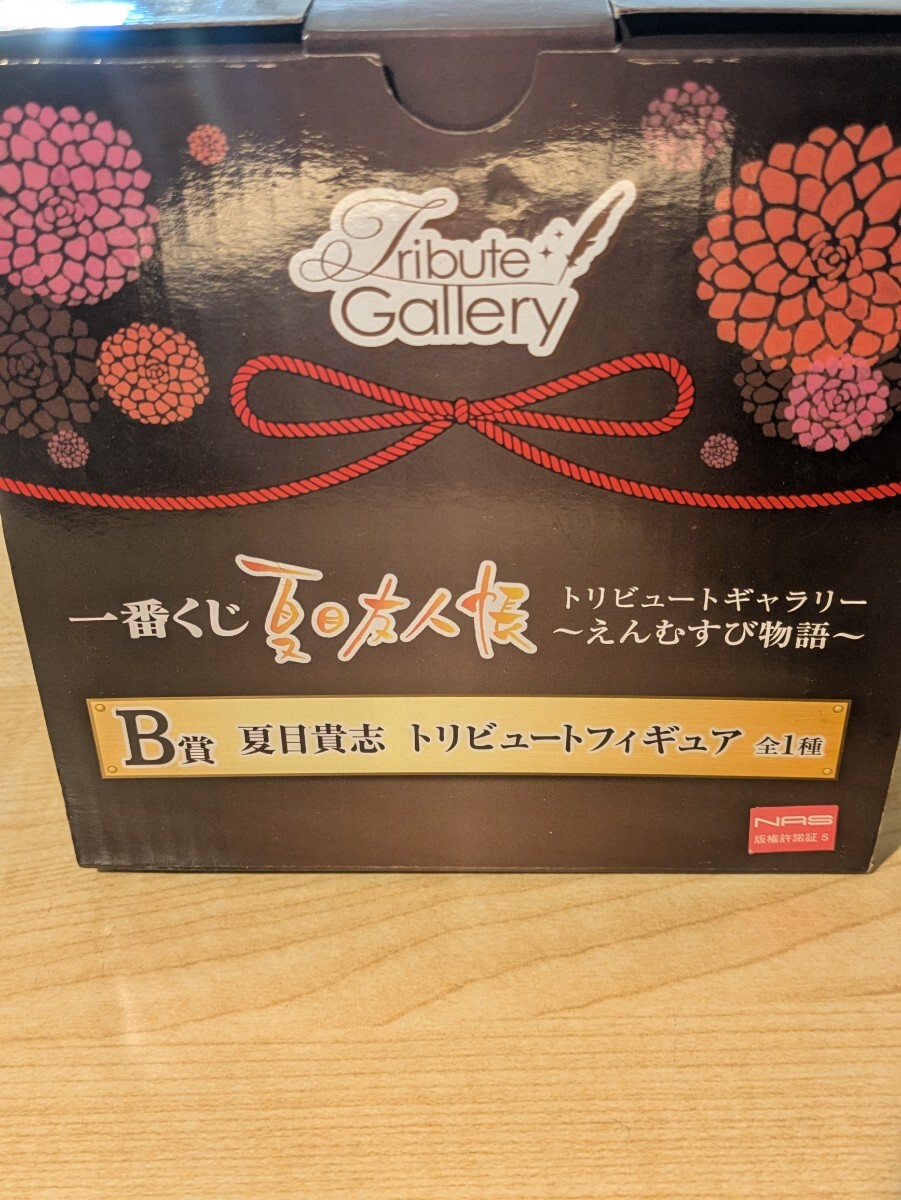 Tribute
Gallery
一番くじ 夏目友人帳 トリビュートギャラリー
～えんむすび物語～
B賞 夏目貴志 トリビュートフィギュア 全1種
NAS
版権許諾証 S